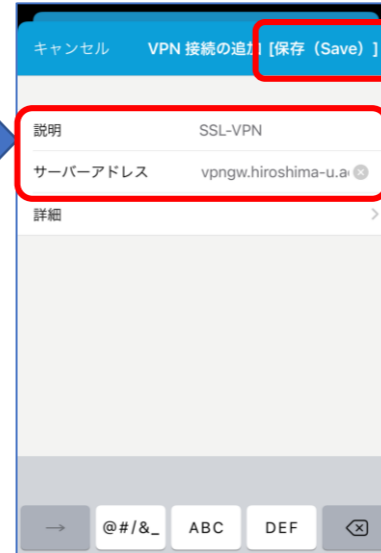 キャンセル VPN 接続の追加 [保存（Save）]
説明 SSL-VPN
サーバーアドレス vpngw.hiroshima-u.a
詳細
→ @#/&_ ABC DEF